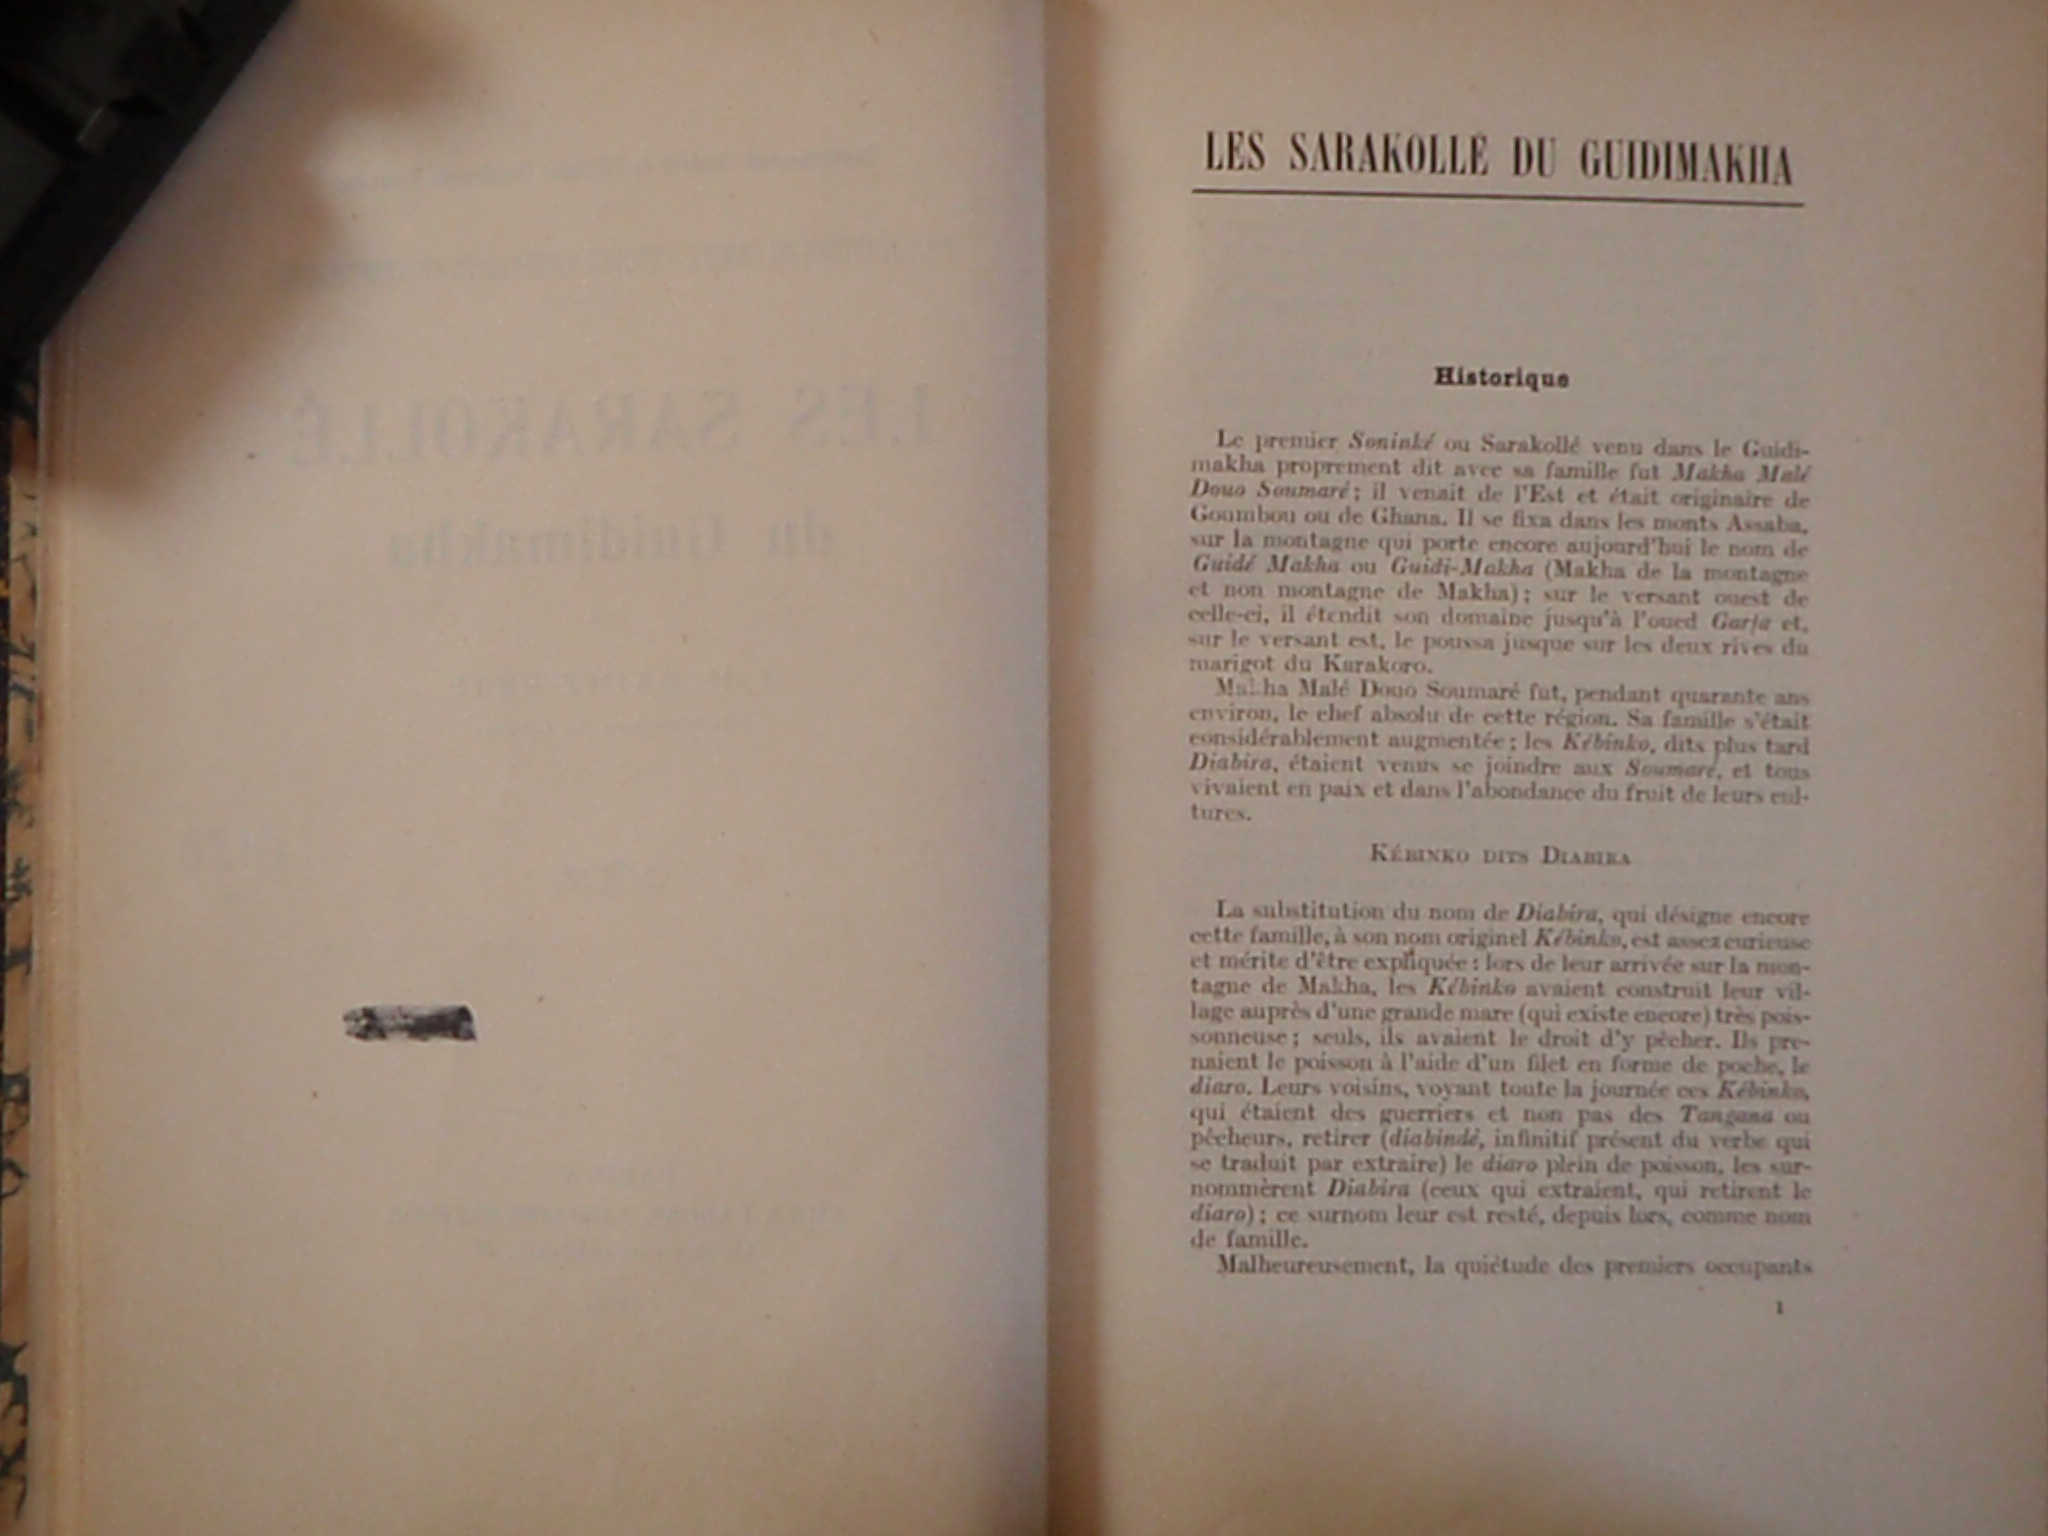 LES SARAKOLLÉ
du Guidimakha
LES SARAKOLLÉ DU GUIDIMAKHA
Historique
Le premier Soninké ou Sarakollé venu dans le Guidi-
makha proprement dit avec sa famille fut Makha Malé
Douo Soumaré; il venait de l'Est et était originaire de
Goumbou ou de Ghana. Il se fixa dans les monts Assaba,
sur la montagne qui porte encore aujourd'hui le nom de
Guidé Makha ou Guidi-Makha (Makha de la montagne
et non montagne de Makha); sur le versant ouest de
celle-ci, il étendit son domaine jusqu'à l'oued Garfa et,
sur le versant est, le poussa jusque sur les deux rives du
marigot du Karakoro.
Makha Malé Douo Soumaré fut, pendant quarante ans
environ, le chef absolu de cette région. Sa famille s'était
considérablement augmentée; les Kébinko, dits plus tard
Diabira, étaient venus se joindre aux Soumaré, et tous
vivaient en paix et dans l'abondance du fruit de leurs cul-
tures.
KÉBINKO DITS DIABIRA
La substitution du nom de Diabira, qui désigne encore
cette famille, à son nom originel Kébinko, est assez curieuse
et mérite d'être expliquée : lors de leur arrivée sur la mon-
tagne de Makha, les Kébinko avaient construit leur vil-
lage auprès d'une grande mare (qui existe encore) très pois-
sonneuse; seuls, ils avaient le droit d'y pêcher. Ils pre-
naient le poisson à l'aide d'un filet en forme de poche, le
diaro. Leurs voisins, voyant toute la journée ces Kébinko,
qui étaient des guerriers et non pas des Tangana ou
pêcheurs, retirer (diabindé, infinitif présent du verbe qui
se traduit par extraire) le diaro plein de poisson, les sur-
nommèrent Diabira (ceux qui extraient, qui retirent le
diaro); ce surnom leur est resté, depuis lors, comme nom
de famille.
Malheureusement, la quiétude des premiers occupants
1